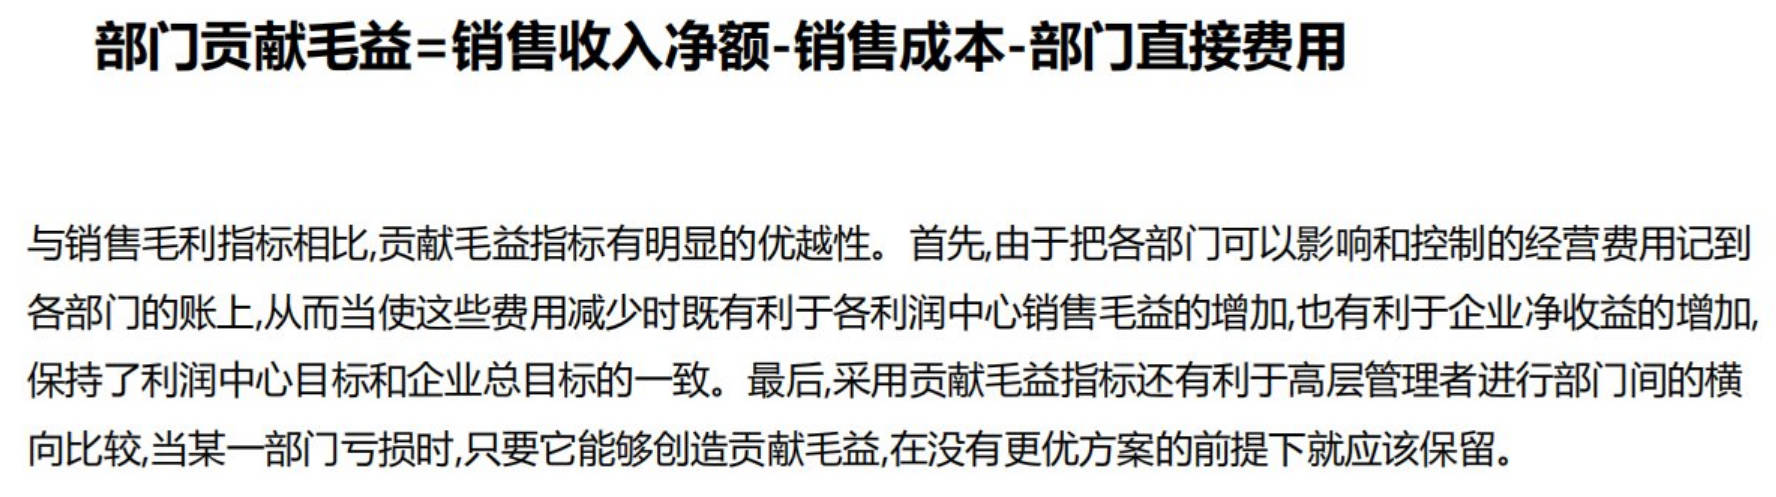 部门贡献毛益=销售收入净额-销售成本-部门直接费用
与销售毛利指标相比,贡献毛益指标有明显的优越性。首先,由于把各部门可以影响和控制的经营费用记到
各部门的账上,从而当使这些费用减少时既有利于各利润中心销售毛益的增加,也有利于企业净收益的增加,
保持了利润中心目标和企业总目标的一致。最后,采用贡献毛益指标还有利于高层管理者进行部门间的横
向比较,当某一部门亏损时,只要它能够创造贡献毛益,在没有更优方案的前提下就应该保留。